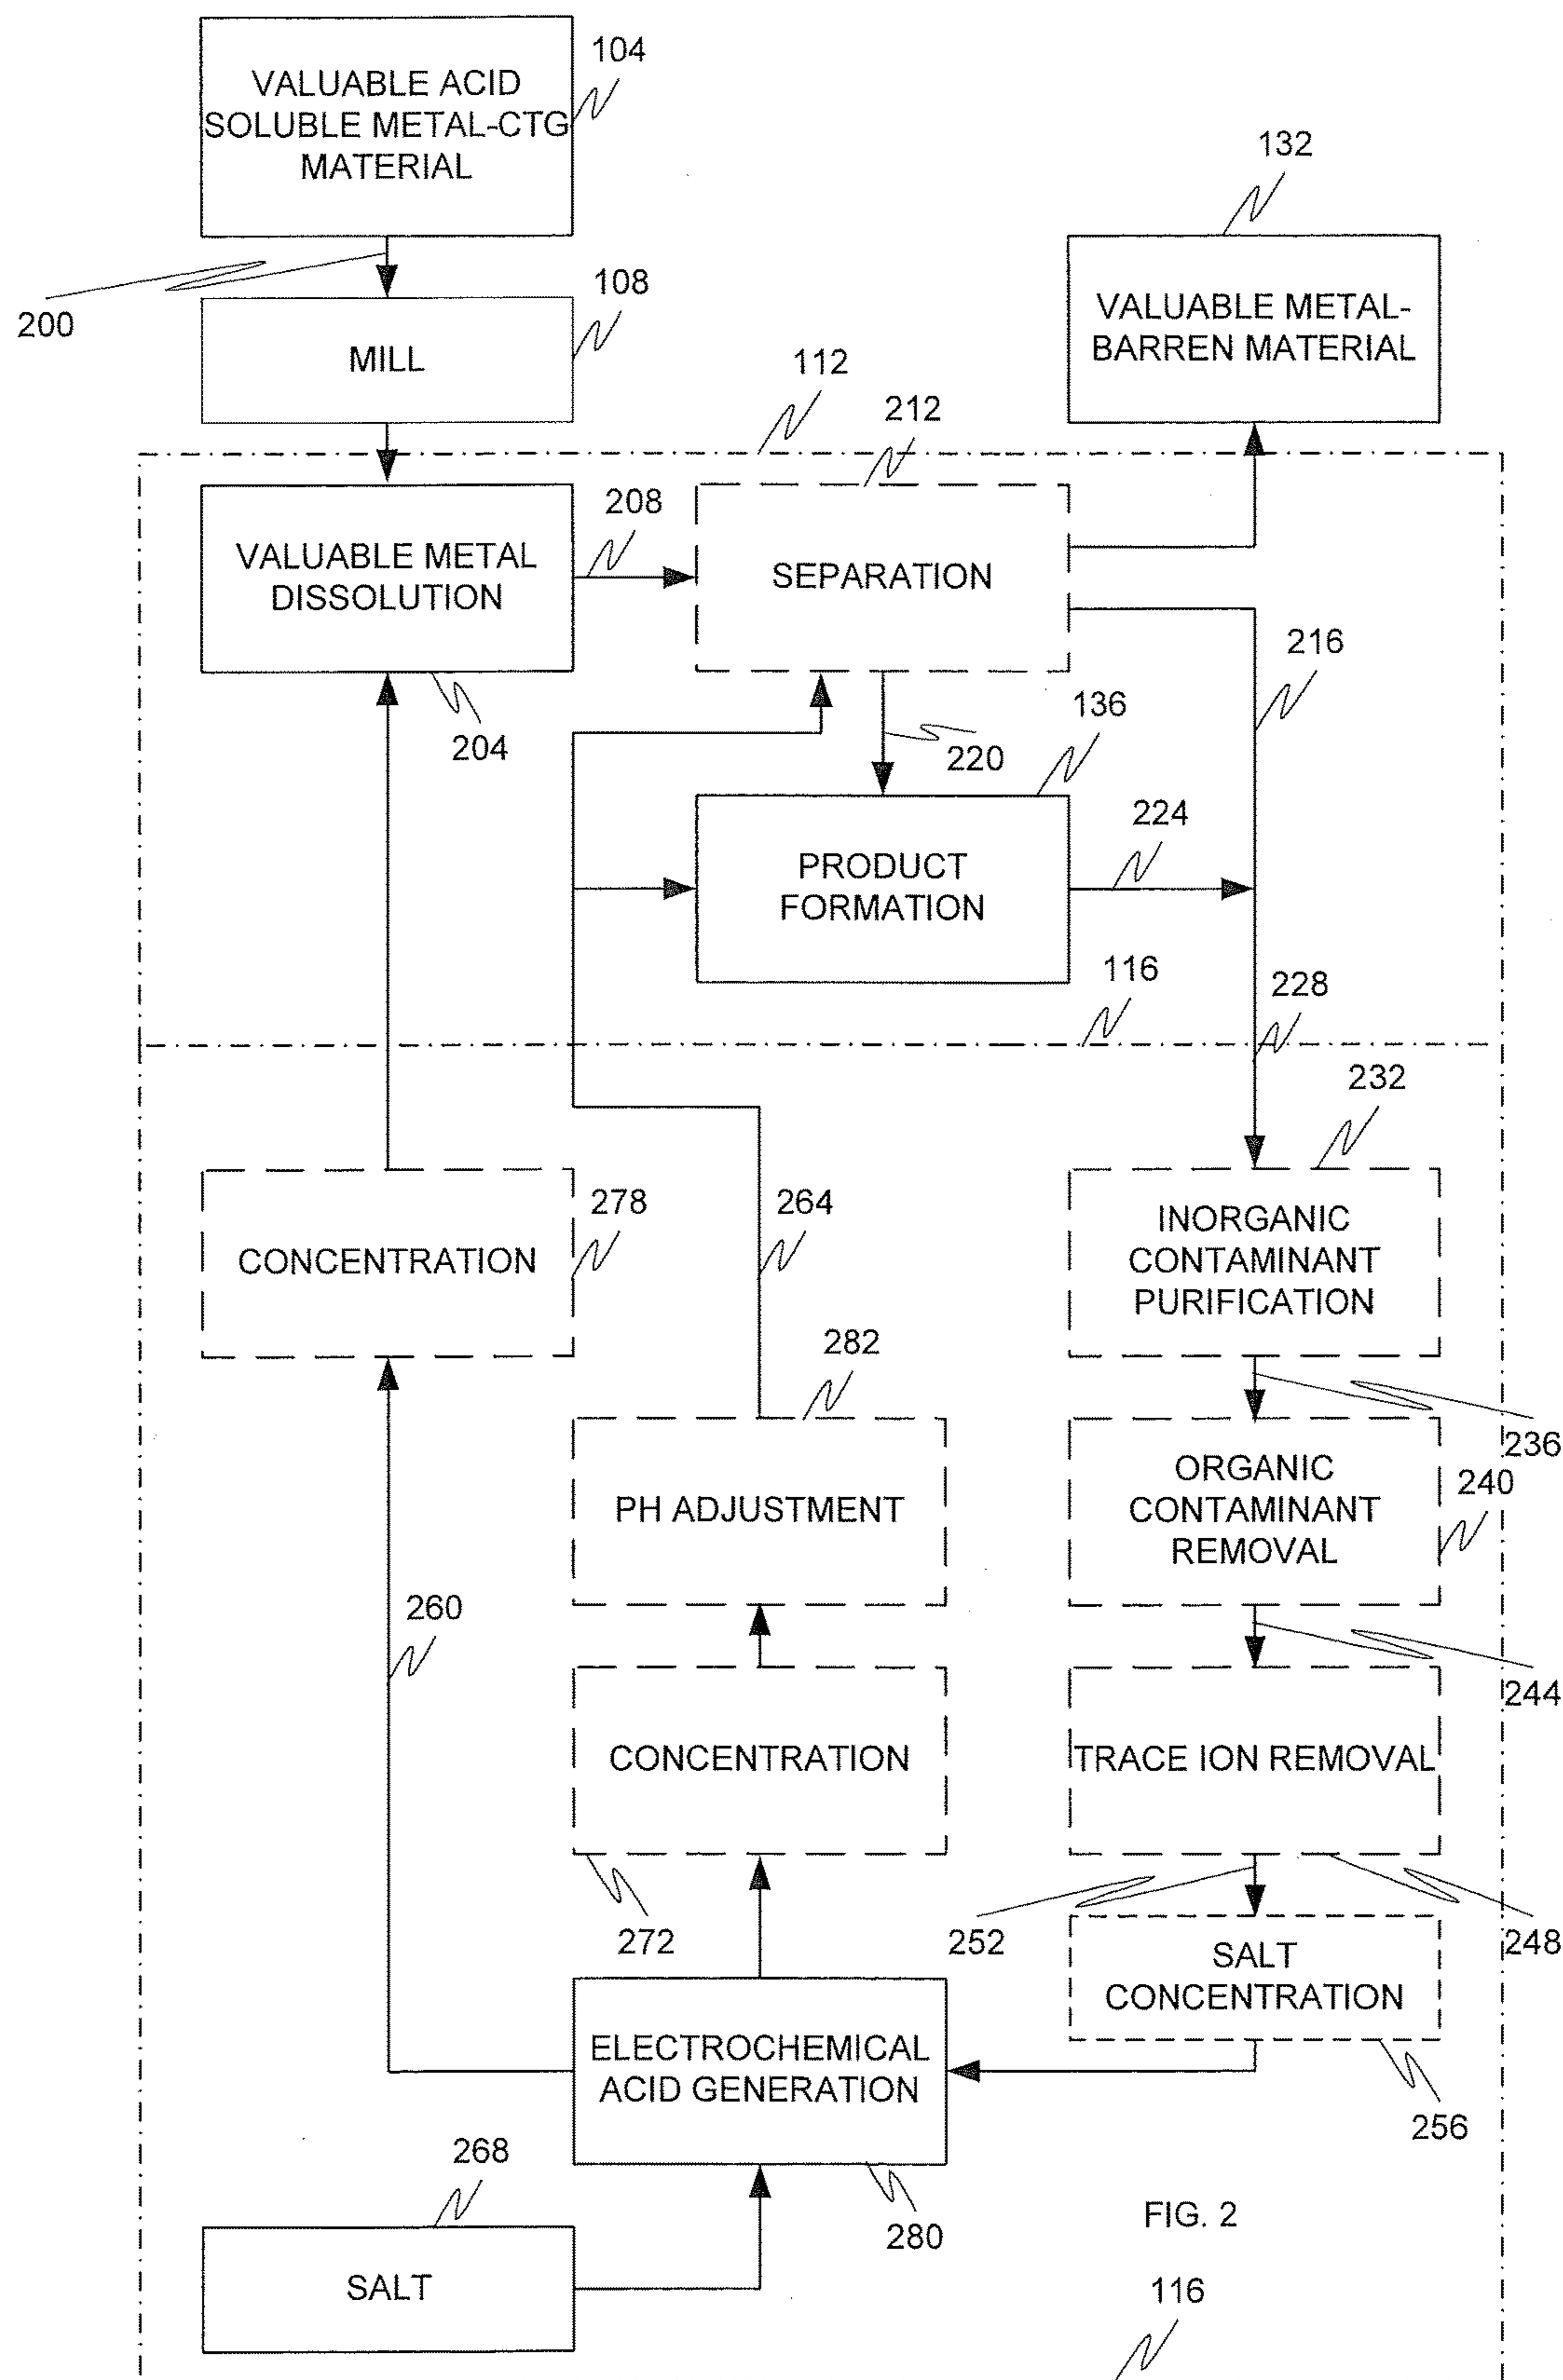 104
VALUABLE ACID
SOLUBLE METAL-CTG
MATERIAL
132
200
108
MILL
VALUABLE METAL-
BARREN MATERIAL
112
212
208
VALUABLE METAL
DISSOLUTION
SEPARATION
216
204
220
136
224
PRODUCT
FORMATION
116
228
232
278
264
INORGANIC
CONTAMINANT
PURIFICATION
CONCENTRATION
282
236
PH ADJUSTMENT
ORGANIC
CONTAMINANT
REMOVAL
240
260
244
CONCENTRATION
TRACE ION REMOVAL
272
252
248
SALT
CONCENTRATION
ELECTROCHEMICAL
ACID GENERATION
256
268
280
FIG. 2
SALT
116